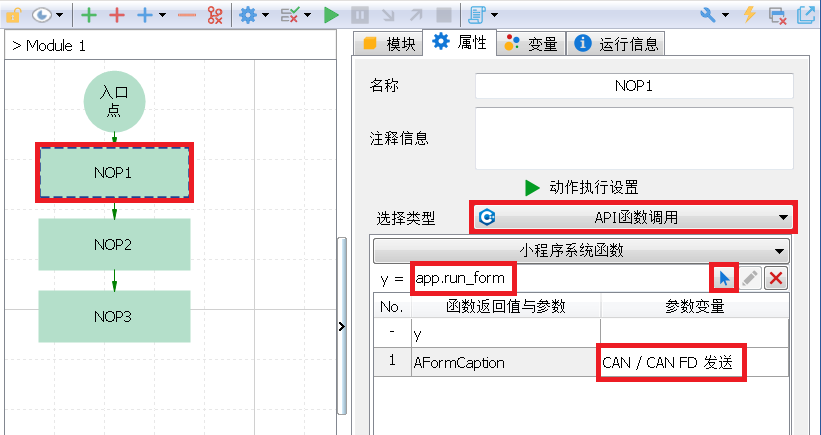 > Module 1
入口
点
NOP1
NOP2
NOP3
模块
属性
变量
运行信息
名称
NOP1
注释信息
动作执行设置
选择类型
API函数调用
小程序系统函数
y = app.run_form
No. 函数返回值与参数 参数变量
- y
1 AFormCaption CAN / CAN FD 发送